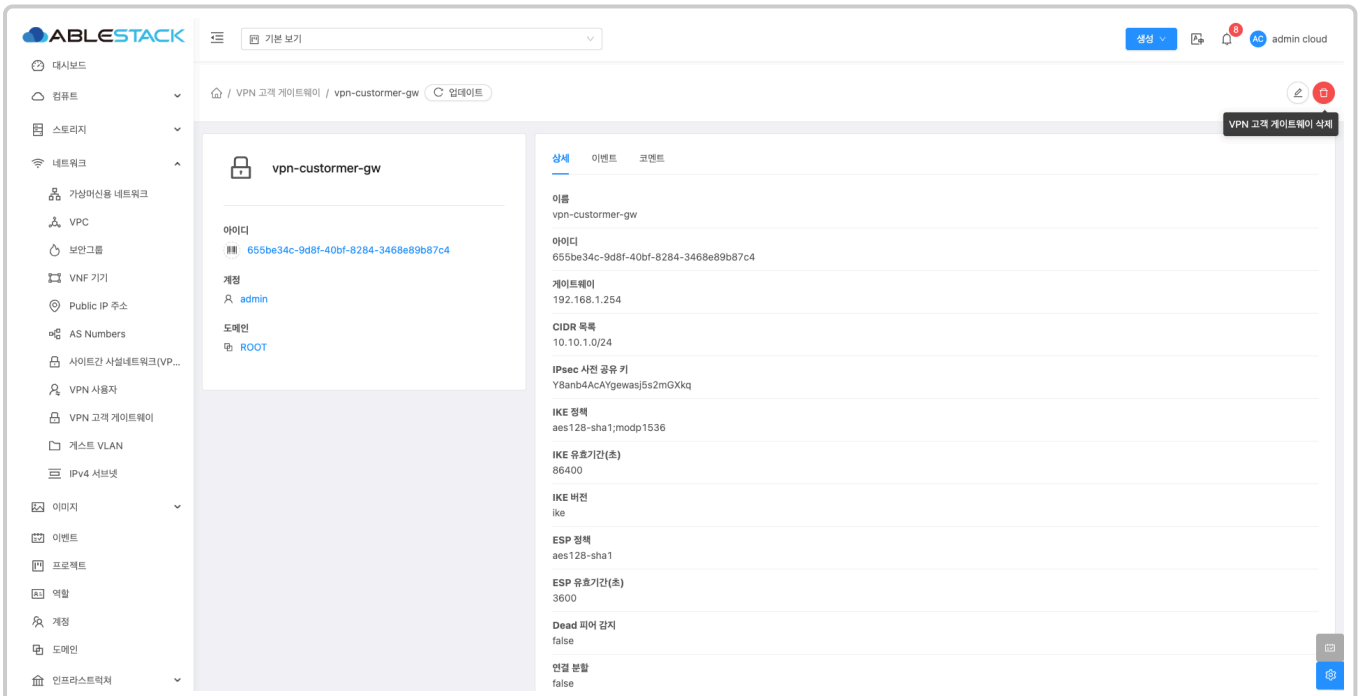 ABLESTACK
기본 보기
생성
8
AC
admin cloud
대시보드
컴퓨트
스토리지
네트워크
가상머신용 네트워크
VPC
보안그룹
VNF 기기
Public IP 주소
AS Numbers
사이트간 사설네트워크(VP...
VPN 사용자
VPN 고객 게이트웨이
게스트 VLAN
IPv4 서브넷
이미지
이벤트
프로젝트
역할
계정
도메인
인프라스트럭쳐
/ VPN 고객 게이트웨이 / vpn-custormer-gw
업데이트
VPN 고객 게이트웨이 삭제
vpn-custormer-gw
아이디
655be34c-9d8f-40bf-8284-3468e89b87c4
계정
admin
도메인
ROOT
상세 이벤트 코멘트
이름
vpn-custormer-gw
아이디
655be34c-9d8f-40bf-8284-3468e89b87c4
게이트웨이
192.168.1.254
CIDR 목록
10.10.1.0/24
IPsec 사전 공유 키
Y8anb4AcAYgewasj5s2mGXkq
IKE 정책
aes128-sha1;modp1536
IKE 유효기간(초)
86400
IKE 버전
ike
ESP 정책
aes128-sha1
ESP 유효기간(초)
3600
Dead 피어 감지
false
연결 분할
false